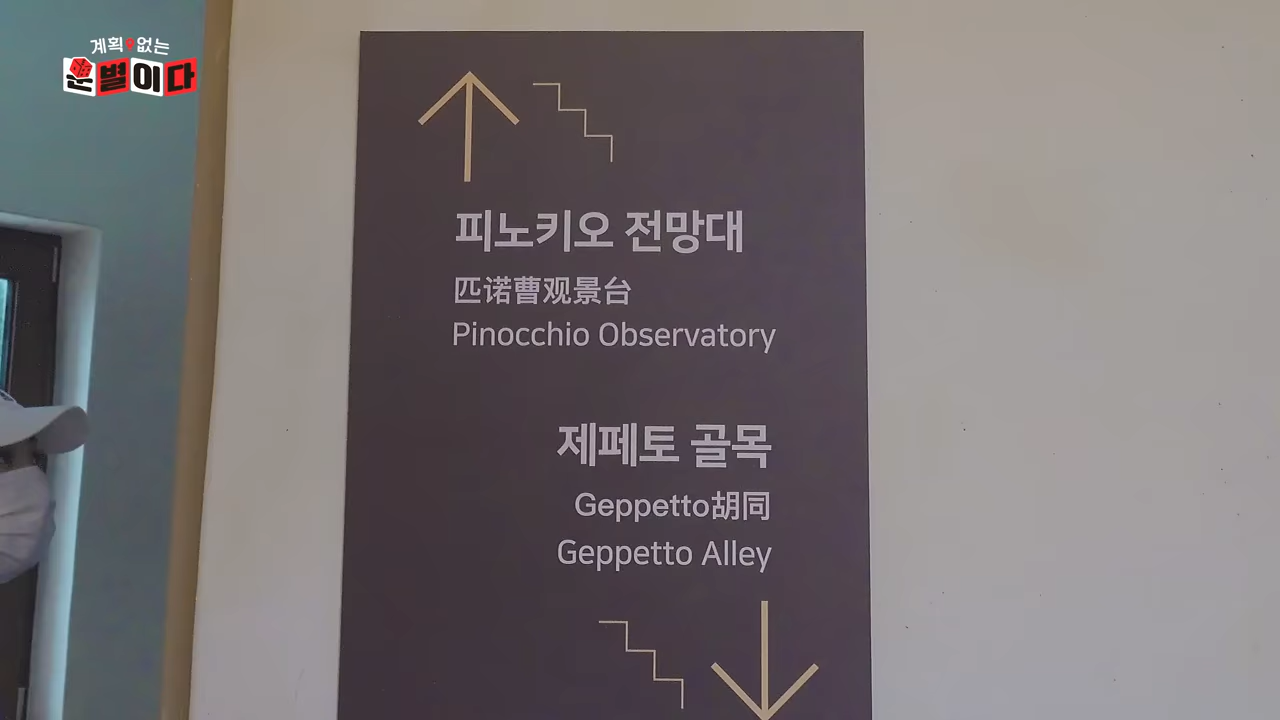 계획 없는
운별이다
피노키오 전망대
匹诺曹观景台
Pinocchio Observatory
제페토 골목
Geppetto胡同
Geppetto Alley